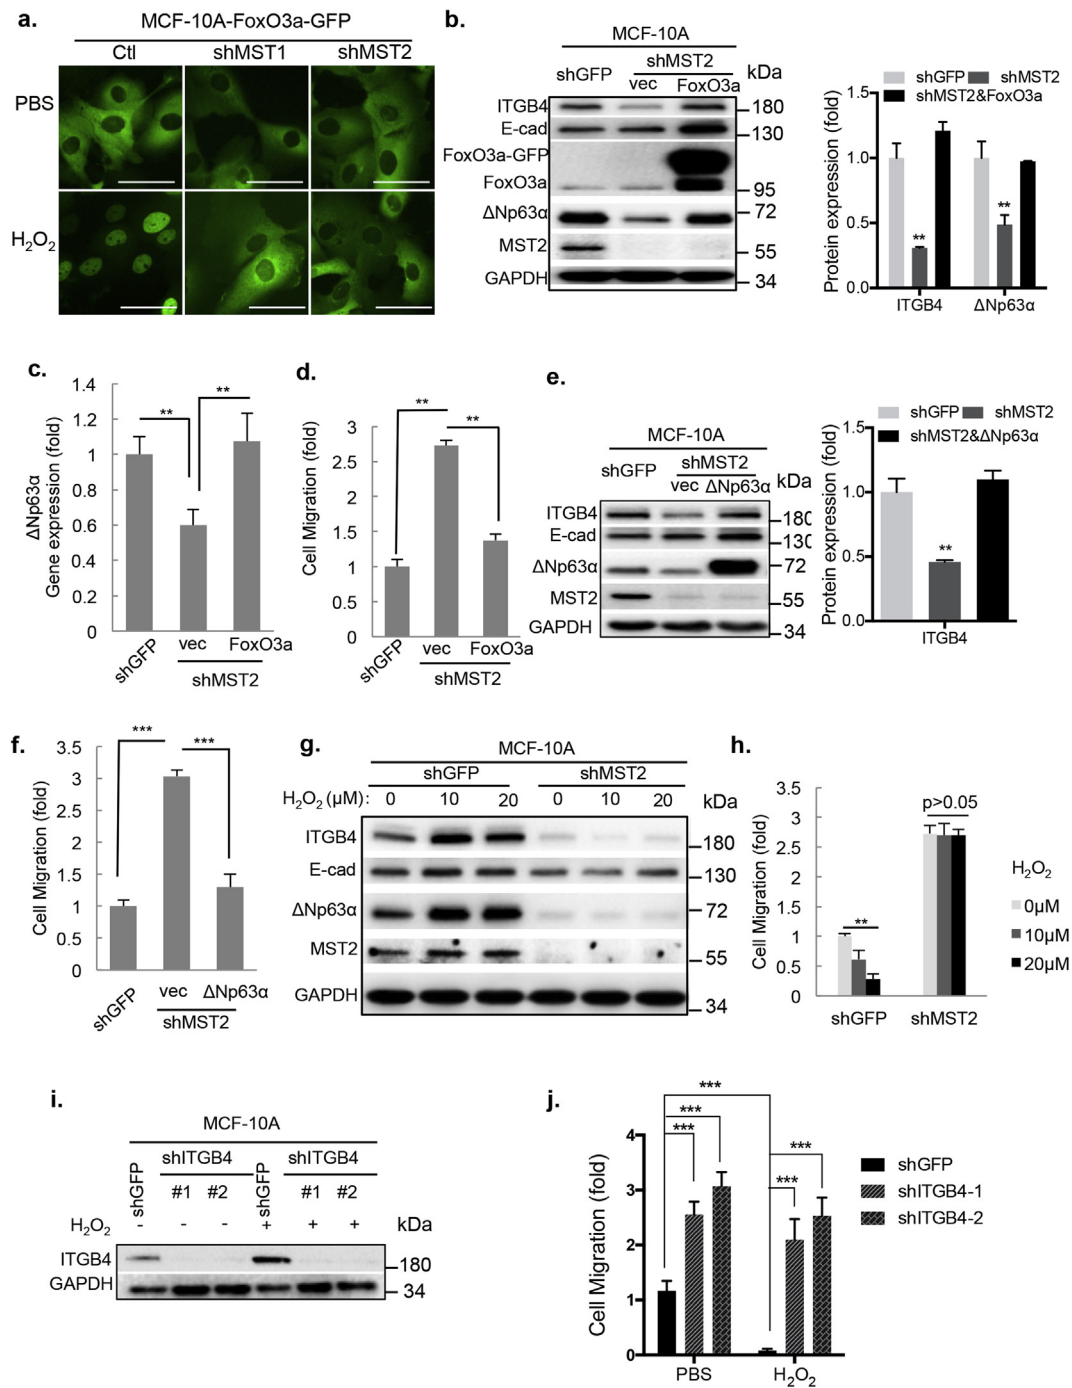 a.
MCF-10A-FoxO3a-GFP
Ctl shMST1 shMST2
PBS
H2O2
b.
MCF-10A
shMST2
shGFP vec FoxO3a kDa
ITGB4 180
E-cad 130
FoxO3a-GFP
FoxO3a 95
ΔNp63α 72
MST2 55
GAPDH 34
shGFP shMST2
shMST2&FoxO3a
Protein expression (fold)
1.5
1.0
0.5
0.0
** **
ITGB4 ΔNp63α
c.
ΔNp63α
Gene expression (fold)
1.4
1.2
1
0.8
0.6
0.4
0.2
0
** **
shGFP vec FoxO3a
shMST2
d.
Cell Migration (fold)
3
2.5
2
1.5
1
0.5
0
** **
shGFP vec FoxO3a
shMST2
e.
MCF-10A
shGFP shMST2
vec ΔNp63α kDa
ITGB4 180
E-cad 130
ΔNp63α 72
MST2 55
GAPDH 34
shGFP shMST2
shMST2&ΔNp63α
Protein expression (fold)
1.5
1.0
0.5
0.0
**
ITGB4
f.
Cell Migration (fold)
3.5
3
2.5
2
1.5
1
0.5
0
*** ***
shGFP vec ΔNp63α
shMST2
g.
MCF-10A
shGFP shMST2
H2O2 (μM): 0 10 20 0 10 20 kDa
ITGB4 180
E-cad 130
ΔNp63α 72
MST2 55
GAPDH 34
h.
Cell Migration (fold)
3.5
3
2.5
2
1.5
1
0.5
0
**
p>0.05
shGFP shMST2
H2O2
0μM
10μM
20μM
i.
MCF-10A
shGFP shITGB4 shGFP shITGB4
#1 #2 #1 #2
H2O2 - - - + + + kDa
ITGB4 180
GAPDH 34
j.
Cell Migration (fold)
4
3
2
1
0
***
*** ***
*** ***
PBS H2O2
shGFP
shITGB4-1
shITGB4-2